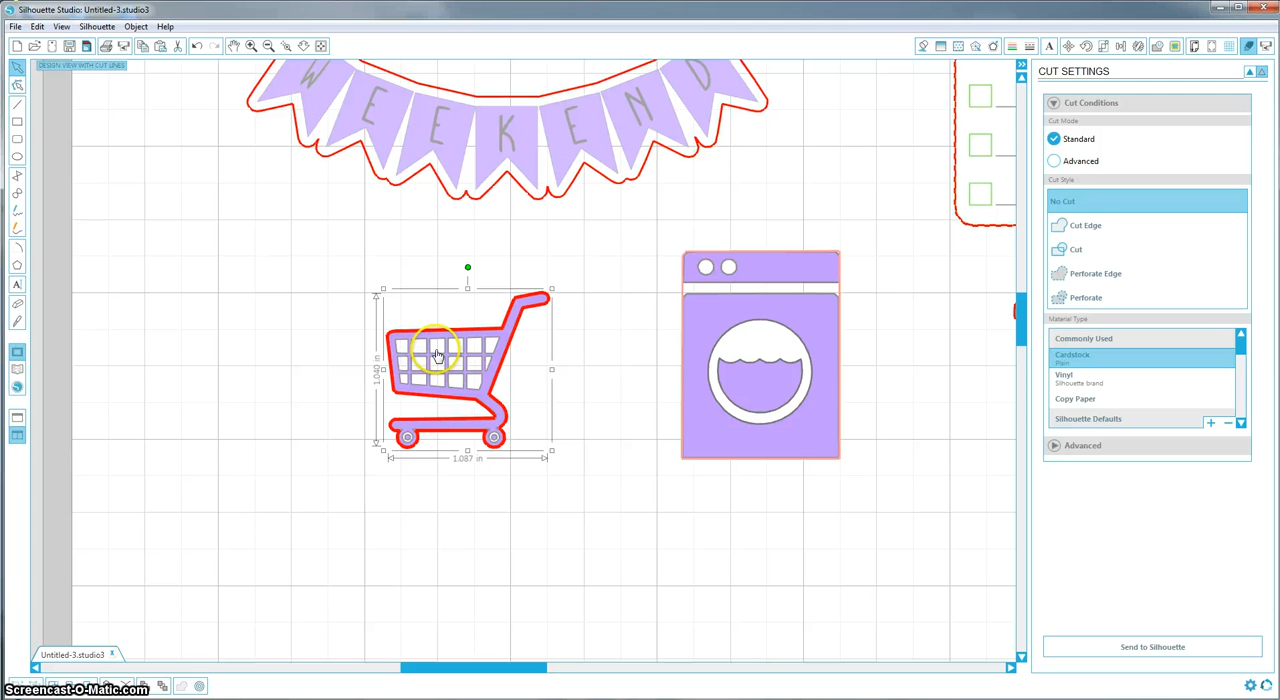 Silhouette Studio: Untitled-3.studio3
File Edit View Silhouette Object Help
DESIGN VIEW WITH CUT LINES
WEEKEND
1.087 in
CUT SETTINGS
Cut Conditions
Cut Mode
Standard
Advanced
Cut Style
No Cut
Cut Edge
Cut
Perforate Edge
Perforate
Material Type
Commonly Used
Cardstock
Plain
Vinyl
Silhouette brand
Copy Paper
Silhouette Defaults
Advanced
Send to Silhouette
Untitled-3.studio3
Screencast-O-Matic.com